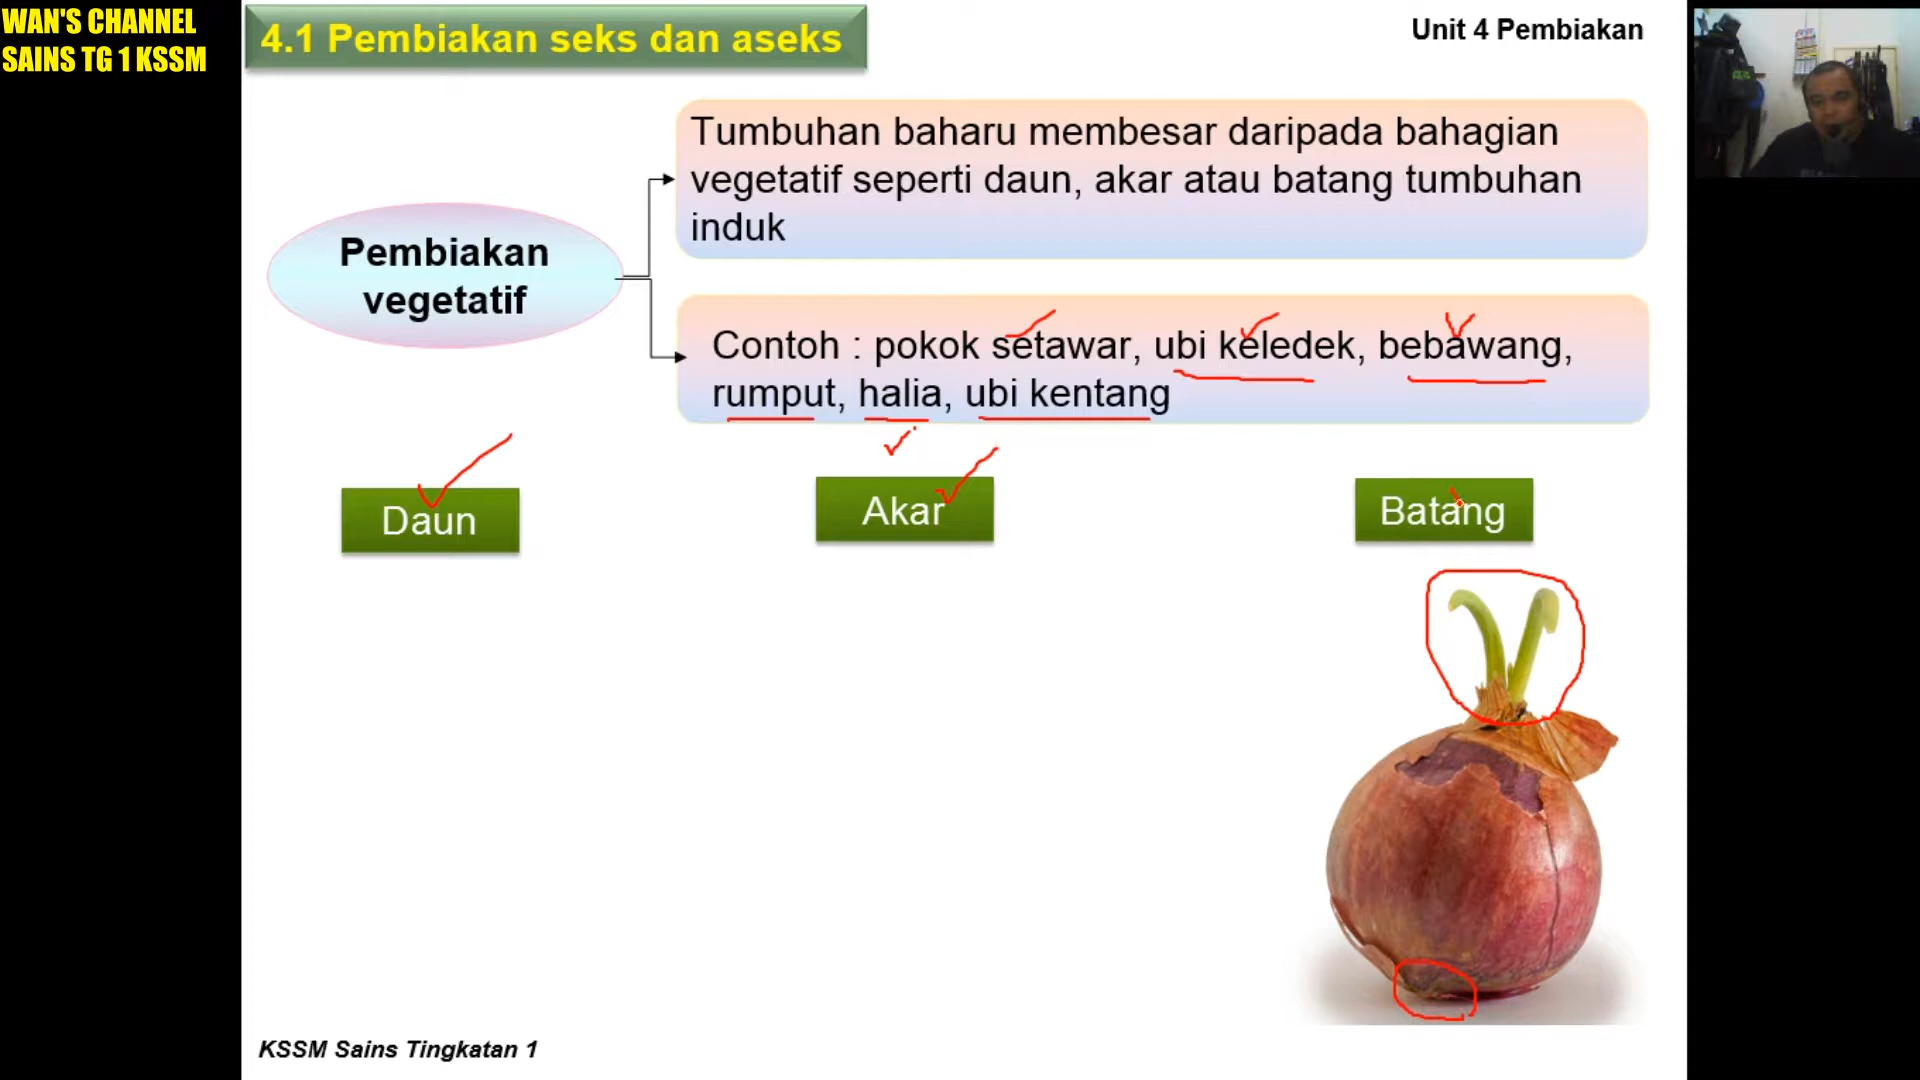 WAN'S CHANNEL
SAINS TG 1 KSSM
4.1 Pembiakan seks dan aseks
Unit 4 Pembiakan
Tumbuhan baharu membesar daripada bahagian
vegetatif seperti daun, akar atau batang tumbuhan
induk
Pembiakan
vegetatif
Contoh : pokok setawar, ubi keledek, bebawang,
rumput, halia, ubi kentang
Daun
Akar
Batang
KSSM Sains Tingkatan 1